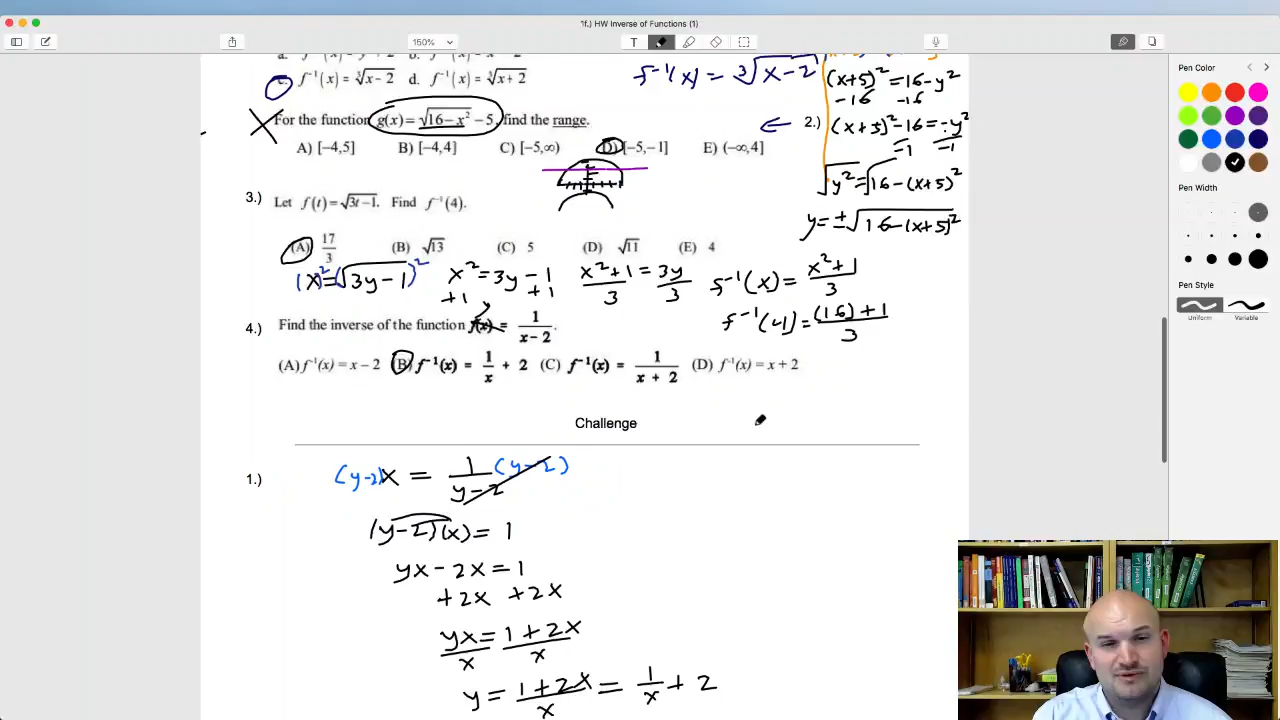 1f.) HW Inverse of Functions (1)
150%
T
Pen Color
Pen Width
Pen Style
Uniform Variable
c. f⁻¹(x) = ∛(x−2) d. f⁻¹(x) = ∛(x+2)
f⁻¹(x) = ³√(x−2)
(x+5)² = 16−y²
−16 −16
For the function g(x) = √(16−x²) − 5, find the range.
2.) (x+5)² − 16 = −y²
−1 −1
A) [−4,5] B) [−4,4] C) [−5,∞) D) [−5,−1] E) (−∞,4]
√y² = √16−(x+5)²
3.) Let f(t) = √(3t−1). Find f⁻¹(4).
y = ±√16−(x+5)²
(A) 17/3 (B) √13 (C) 5 (D) √11 (E) 4
(x)² = (√3y−1)² x² = 3y−1 x²+1/3 = 3y/3 f⁻¹(x) = x²+1/3
+1 +1
f⁻¹(4) = (16)+1/3
4.) Find the inverse of the function f(x) = 1/(x−2).
y
(A) f⁻¹(x) = x−2 (B) f⁻¹(x) = 1/x + 2 (C) f⁻¹(x) = 1/(x+2) (D) f⁻¹(x) = x+2
Challenge
1.) (y−2)x = 1/(y−2) (y−2)
(y−2)(x) = 1
yx − 2x = 1
+2x +2x
yx/x = 1+2x/x
y = 1+2x/x = 1/x + 2